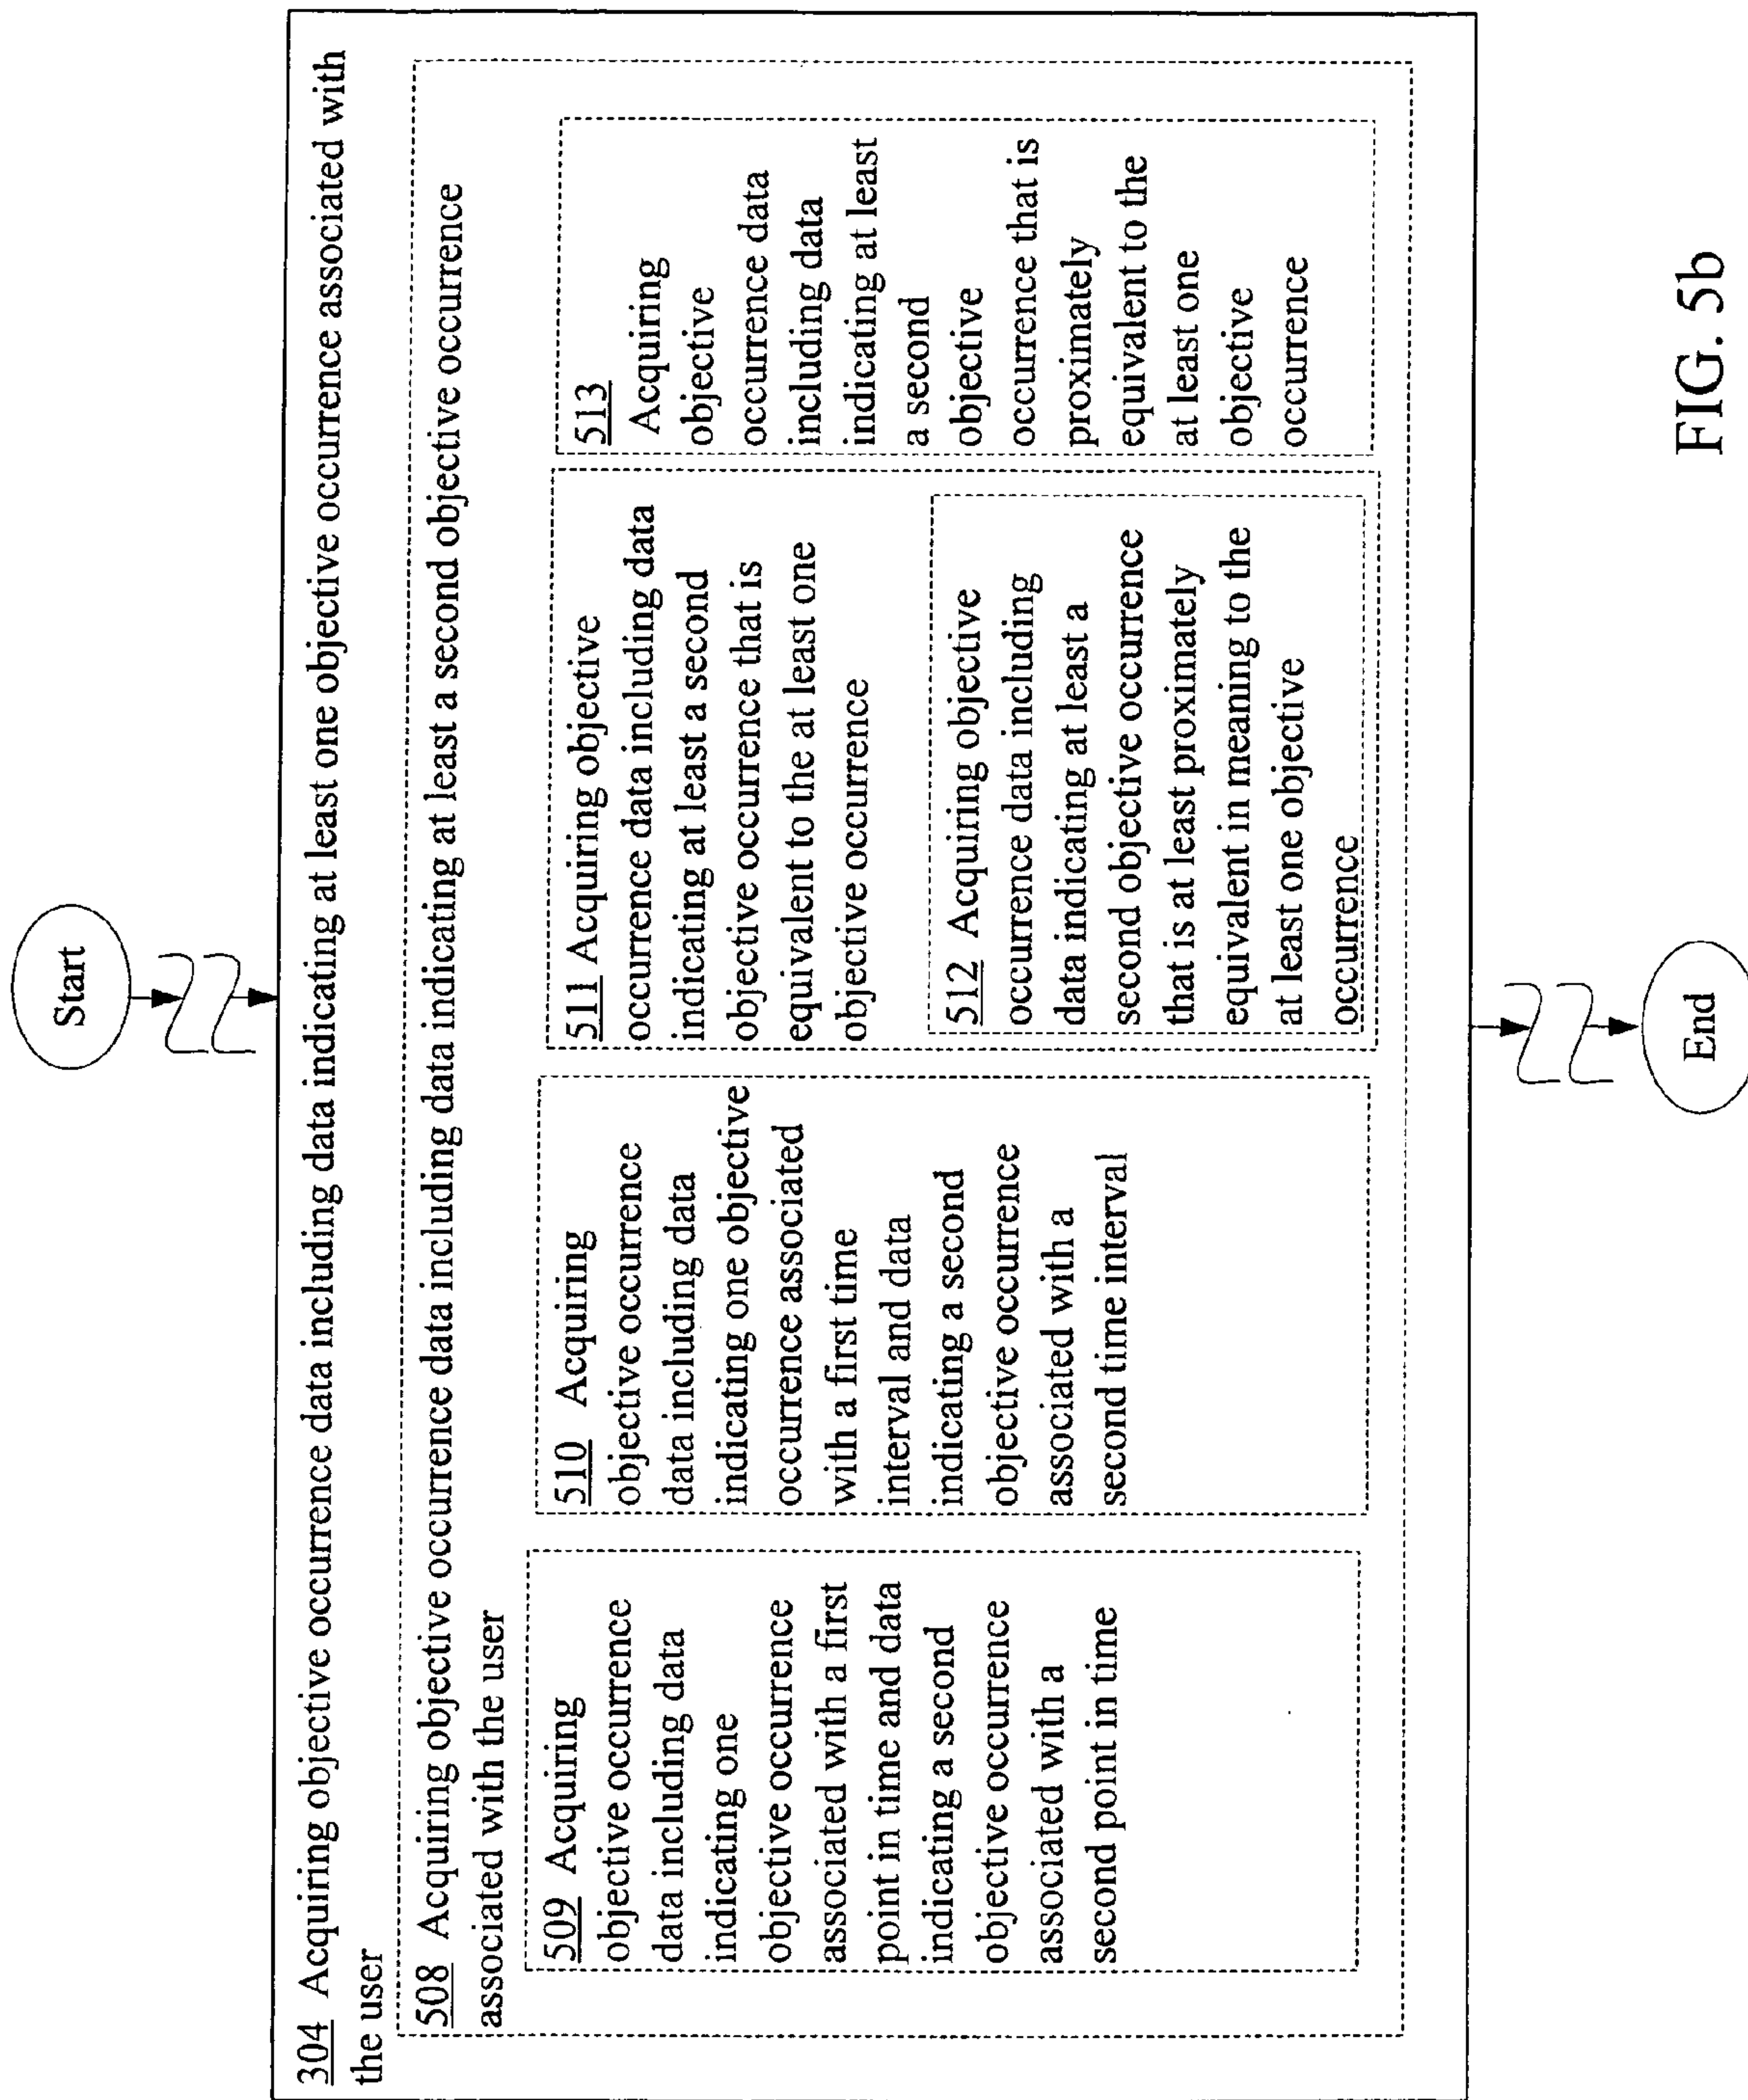 Start
304 Acquiring objective occurrence data including data indicating at least one objective occurrence associated with
the user
508 Acquiring objective occurrence data including data indicating at least a second objective occurrence
associated with the user
509 Acquiring
objective occurrence
data including data
indicating one
objective occurrence
associated with a first
point in time and data
indicating a second
objective occurrence
associated with a
second point in time
510 Acquiring
objective occurrence
data including data
indicating one objective
occurrence associated
with a first time
interval and data
indicating a second
objective occurrence
associated with a
second time interval
511 Acquiring objective
occurrence data including data
indicating at least a second
objective occurrence that is
equivalent to the at least one
objective occurrence
512 Acquiring objective
occurrence data including
data indicating at least a
second objective occurrence
that is at least proximately
equivalent in meaning to the
at least one objective
occurrence
513
Acquiring
objective
occurrence data
including data
indicating at least
a second
objective
occurrence that is
proximately
equivalent to the
at least one
objective
occurrence
End
FIG. 5b